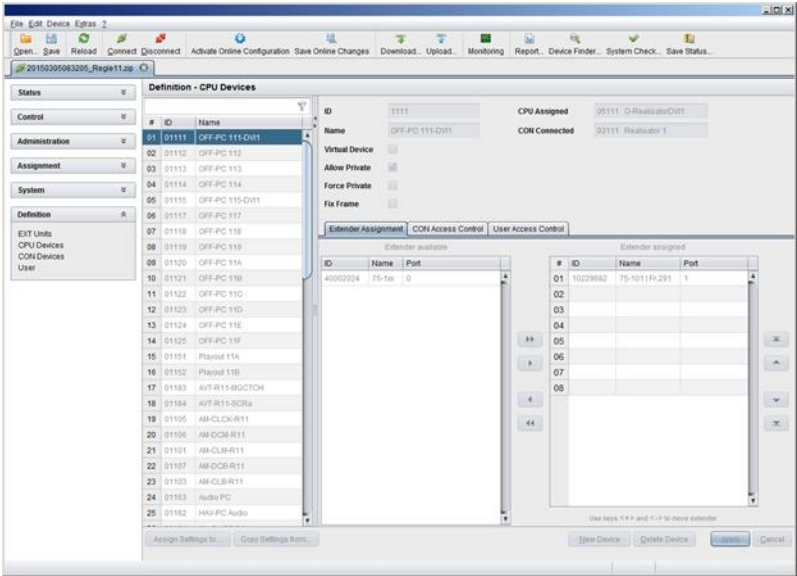 File Edit Device Extras ?
Open... Save Reload Connect Disconnect Activate Online Configuration Save Online Changes Download... Upload... Monitoring Report... Device Finder... System Check... Save Status...
20150305083205_Regie11.zip
Status
Control
Administration
Assignment
System
Definition
EXT Units
CPU Devices
CON Devices
User
Definition - CPU Devices
# ID Name
01 01111 OFF-PC 111-DVI1
02 01112 OFF-PC 112
03 01113 OFF-PC 113
04 01114 OFF-PC 114
05 01115 OFF-PC 115-DVI1
06 01117 OFF-PC 117
07 01118 OFF-PC 118
08 01119 OFF-PC 119
09 01120 OFF-PC 11A
10 01121 OFF-PC 11B
11 01122 OFF-PC 11C
12 01123 OFF-PC 11D
13 01124 OFF-PC 11E
14 01125 OFF-PC 11F
15 01151 Playout 11A
16 01152 Playout 11B
17 01183 AVT-R11-MGCTCH
18 01184 AVT-R11-SCRa
19 01105 AM-CLCK-R11
20 01106 AM-DCM-R11
21 01101 AM-CLM-R11
22 01107 AM-DCB-R11
23 01103 AM-CLB-R11
24 01163 Audio PC
25 01182 HAV-PC Audio
Assign Settings to... Copy Settings from...
ID 1111 CPU Assigned 05111
Name OFF-PC 111-DVI1 CON Connected 03111 Realisator 1
Virtual Device
Allow Private
Force Private
Fix Frame
Extender Assignment CON Access Control User Access Control
Extender available
ID Name Port
40002024 0
Extender assigned
# ID Name Port
01 10229882 75-101|Fr.291 1
02
03
04
05
06
07
08
Use keys <+> and <-> to move extender
New Device Delete Device Apply Cancel